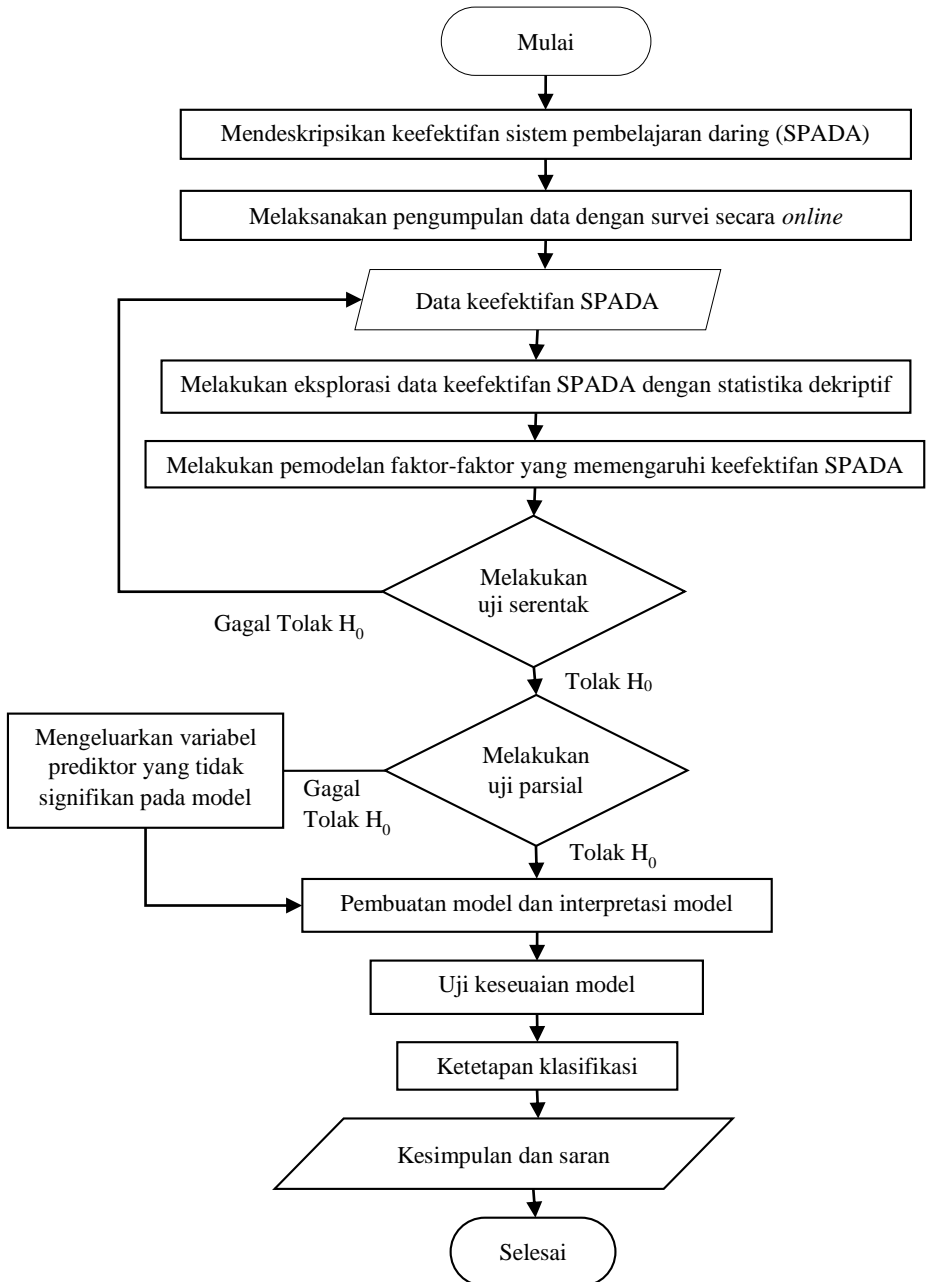 Mulai
Mendeskripsikan keefektifan sistem pembelajaran daring (SPADA)
Melaksanakan pengumpulan data dengan survei secara online
Data keefektifan SPADA
Melakukan eksplorasi data keefektifan SPADA dengan statistika dekriptif
Melakukan pemodelan faktor-faktor yang memengaruhi keefektifan SPADA
Melakukan
uji serentak
Gagal Tolak H₀
Tolak H₀
Mengeluarkan variabel
prediktor yang tidak
signifikan pada model
Gagal
Tolak H₀
Melakukan
uji parsial
Tolak H₀
Pembuatan model dan interpretasi model
Uji keseuaian model
Ketetapan klasifikasi
Kesimpulan dan saran
Selesai